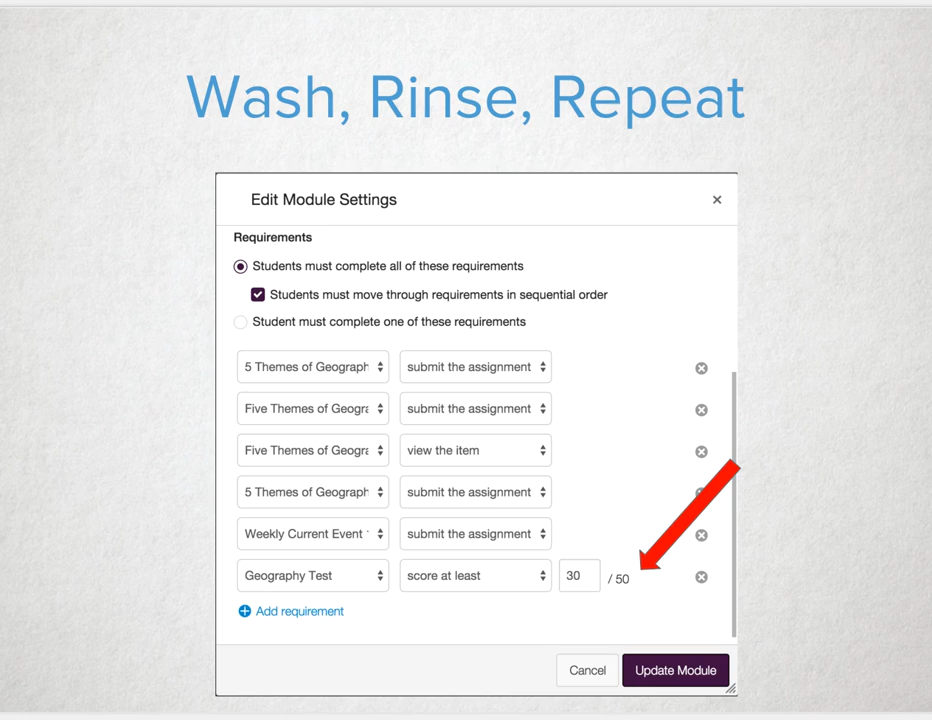 Wash, Rinse, Repeat
Edit Module Settings ×
Requirements
Students must complete all of these requirements
Students must move through requirements in sequential order
Student must complete one of these requirements
5 Themes of Geograph submit the assignment
Five Themes of Geogra submit the assignment
Five Themes of Geogra view the item
5 Themes of Geograph submit the assignment
Weekly Current Event submit the assignment
Geography Test score at least 30 / 50
Add requirement
Cancel Update Module